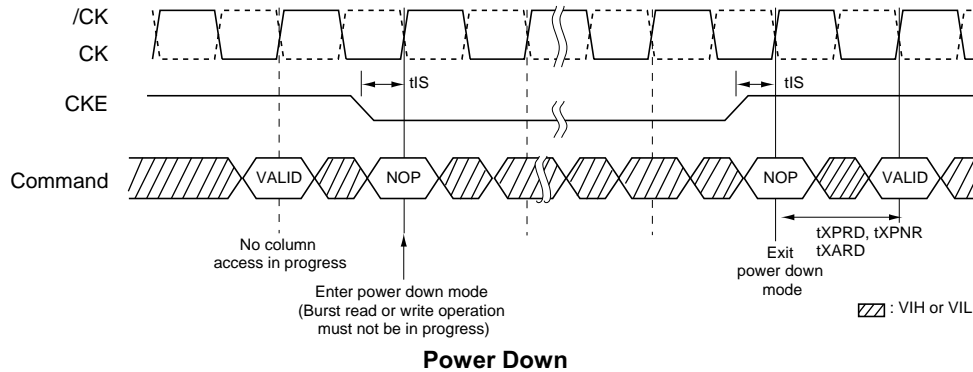 /CK
CK
tIS
tIS
CKE
Command
VALID
NOP
NOP
VALID
No column
access in progress
Enter power down mode
(Burst read or write operation
must not be in progress)
tXPRD, tXPNR
tXARD
Exit
power down
mode
: VIH or VIL
Power Down